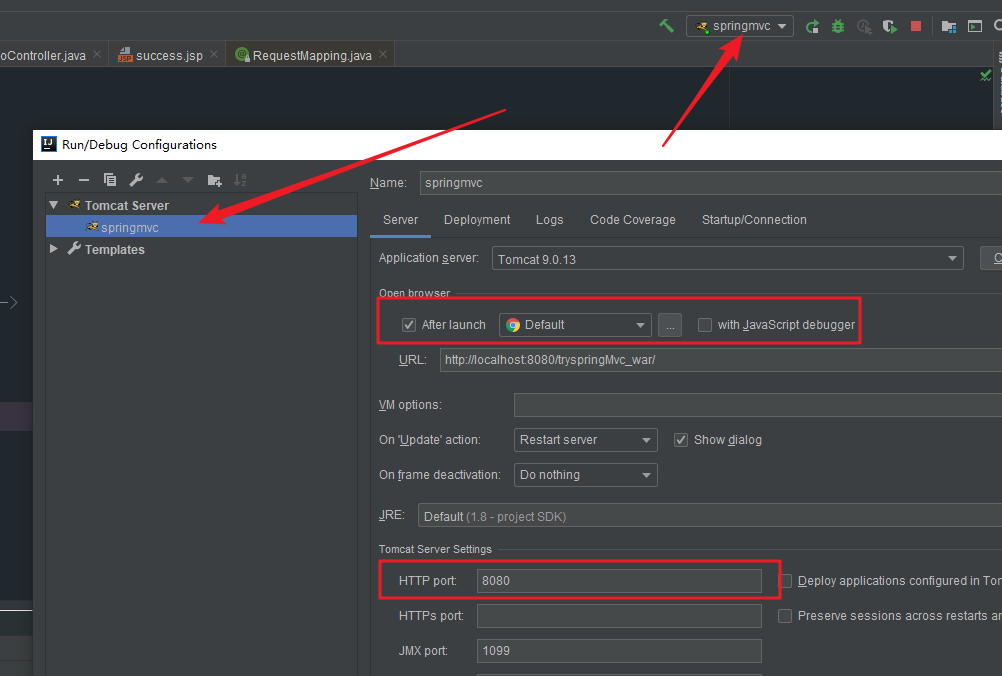 springmvc
oController.java success.jsp RequestMapping.java
Run/Debug Configurations
Name: springmvc
Tomcat Server
springmvc
Templates
Server Deployment Logs Code Coverage Startup/Connection
Application server: Tomcat 9.0.13
Open browser
After launch Default ... with JavaScript debugger
URL: http://localhost:8080/tryspringMvc_war/
VM options:
On 'Update' action: Restart server Show dialog
On frame deactivation: Do nothing
JRE: Default (1.8 - project SDK)
Tomcat Server Settings
HTTP port: 8080 Deploy applications configured in Tom
HTTPs port: Preserve sessions across restarts an
JMX port: 1099